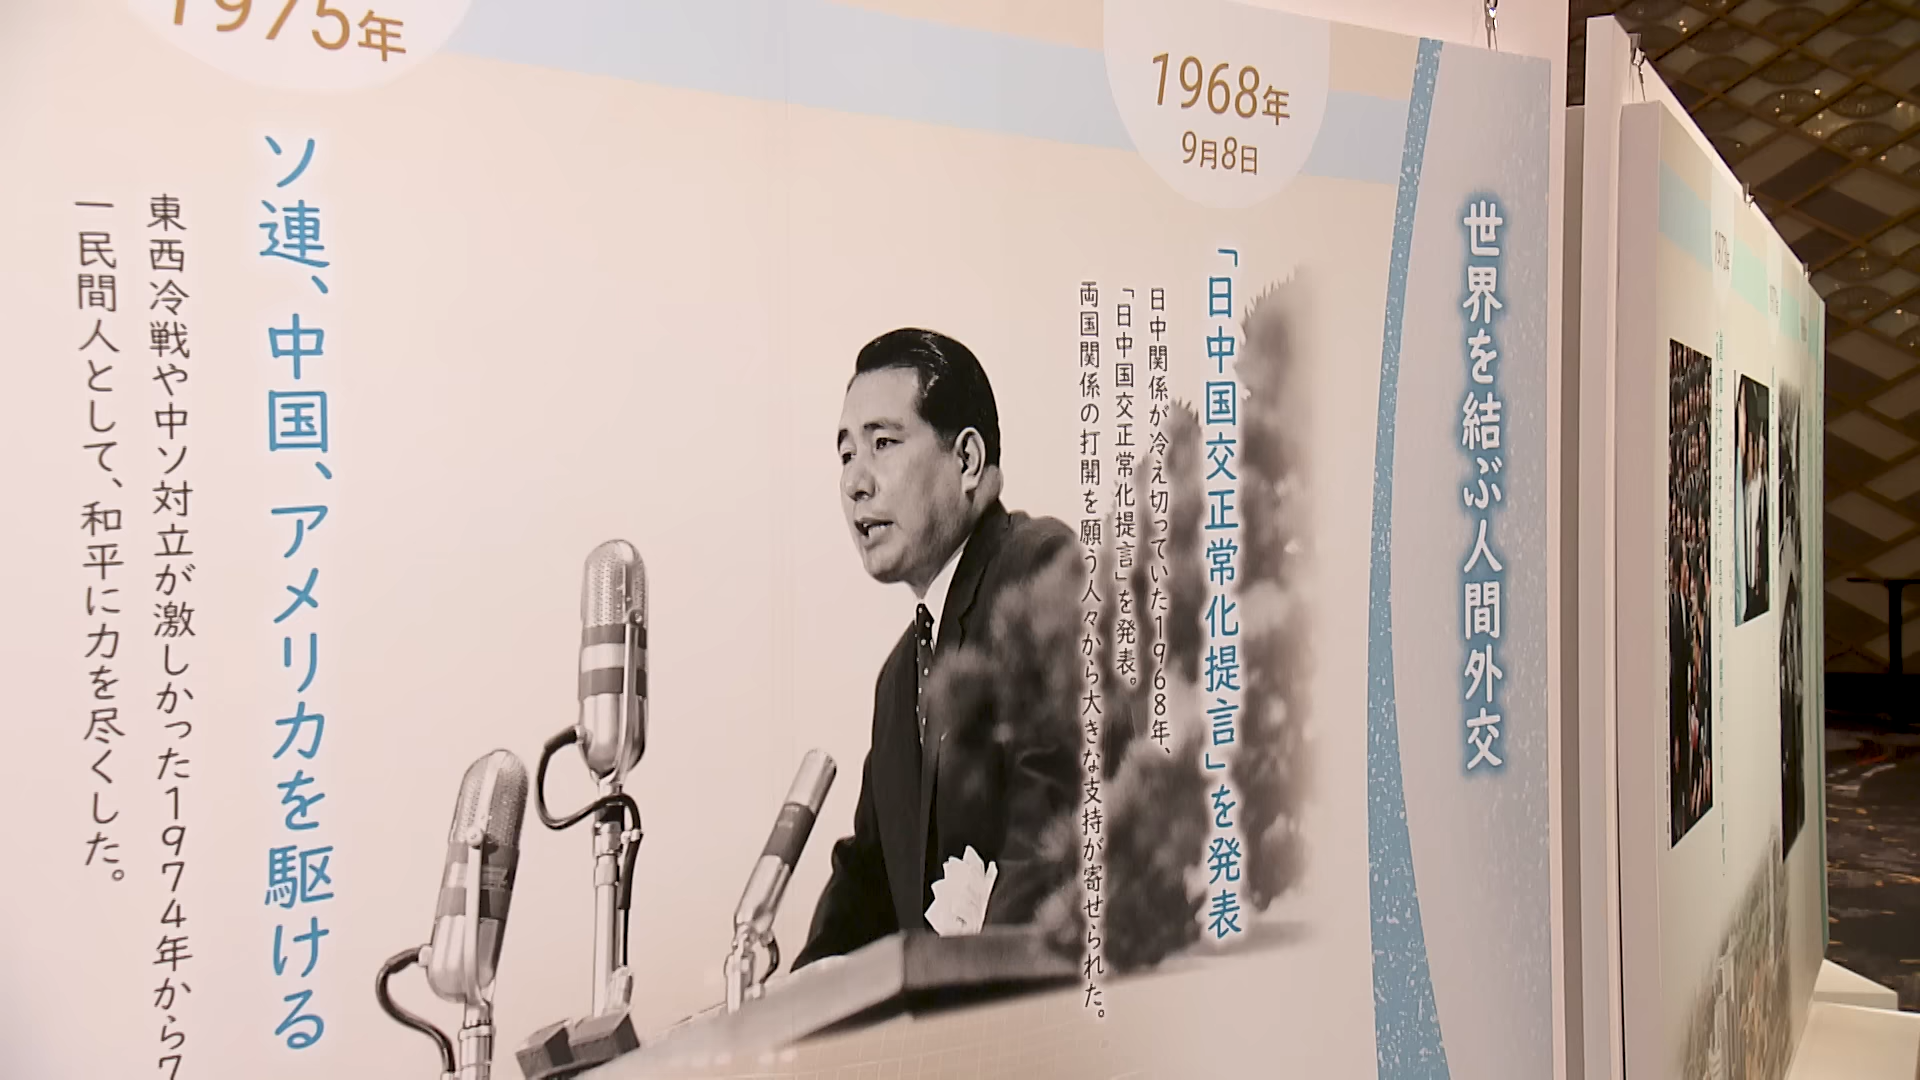 世界を結ぶ人間外交
1968年
9月8日
「日中国交正常化提言」を発表
日中関係が冷え切っていた1968年、
「日中国交正常化提言」を発表。
両国関係の打開を願う人々から大きな支持が寄せられた。
1975年
ソ連、中国、アメリカを駆ける
東西冷戦や中ソ対立が激しかった1974年から7
一民間人として、和平に力を尽くした。